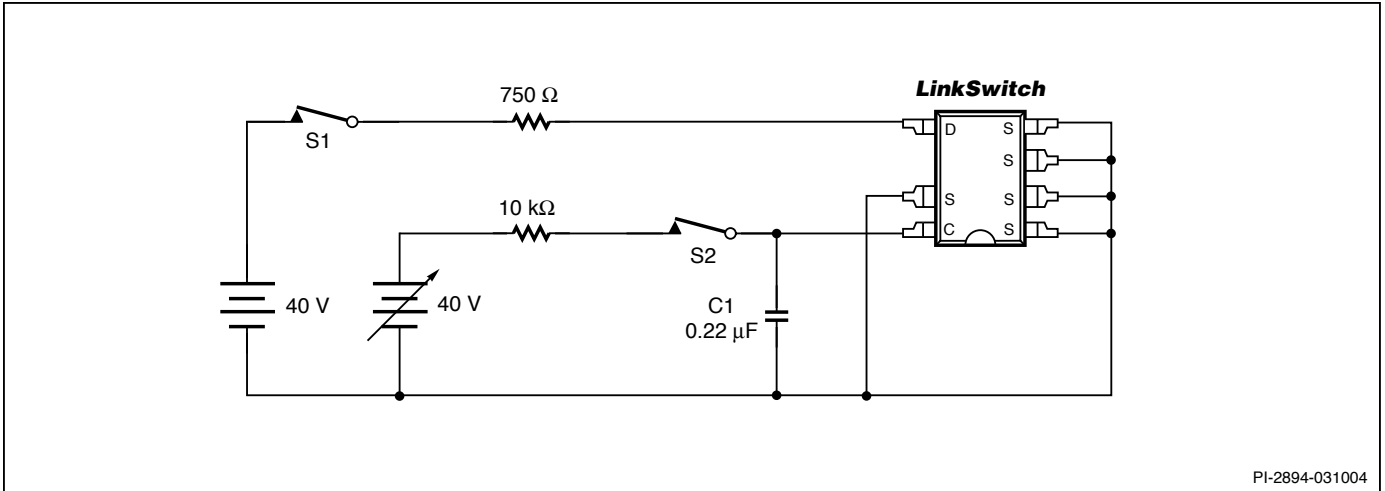 LinkSwitch
750 Ω
S1
D
S
S
10 kΩ
S
S
S2
C
S
40 V
40 V
C1
0.22 μF
PI-2894-031004